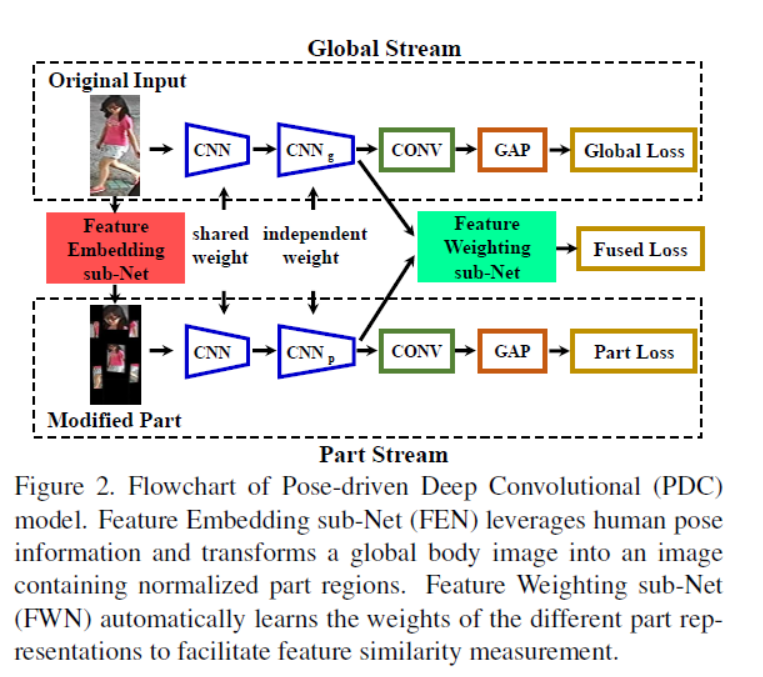 Global Stream
Original Input
CNN
CNN g
CONV
GAP
Global Loss
Feature
Embedding
sub-Net
shared
weight
independent
weight
Feature
Weighting
sub-Net
Fused Loss
CNN
CNN p
CONV
GAP
Part Loss
Modified Part
Part Stream
Figure 2. Flowchart of Pose-driven Deep Convolutional (PDC)
model. Feature Embedding sub-Net (FEN) leverages human pose
information and transforms a global body image into an image
containing normalized part regions. Feature Weighting sub-Net
(FWN) automatically learns the weights of the different part rep-
resentations to facilitate feature similarity measurement.